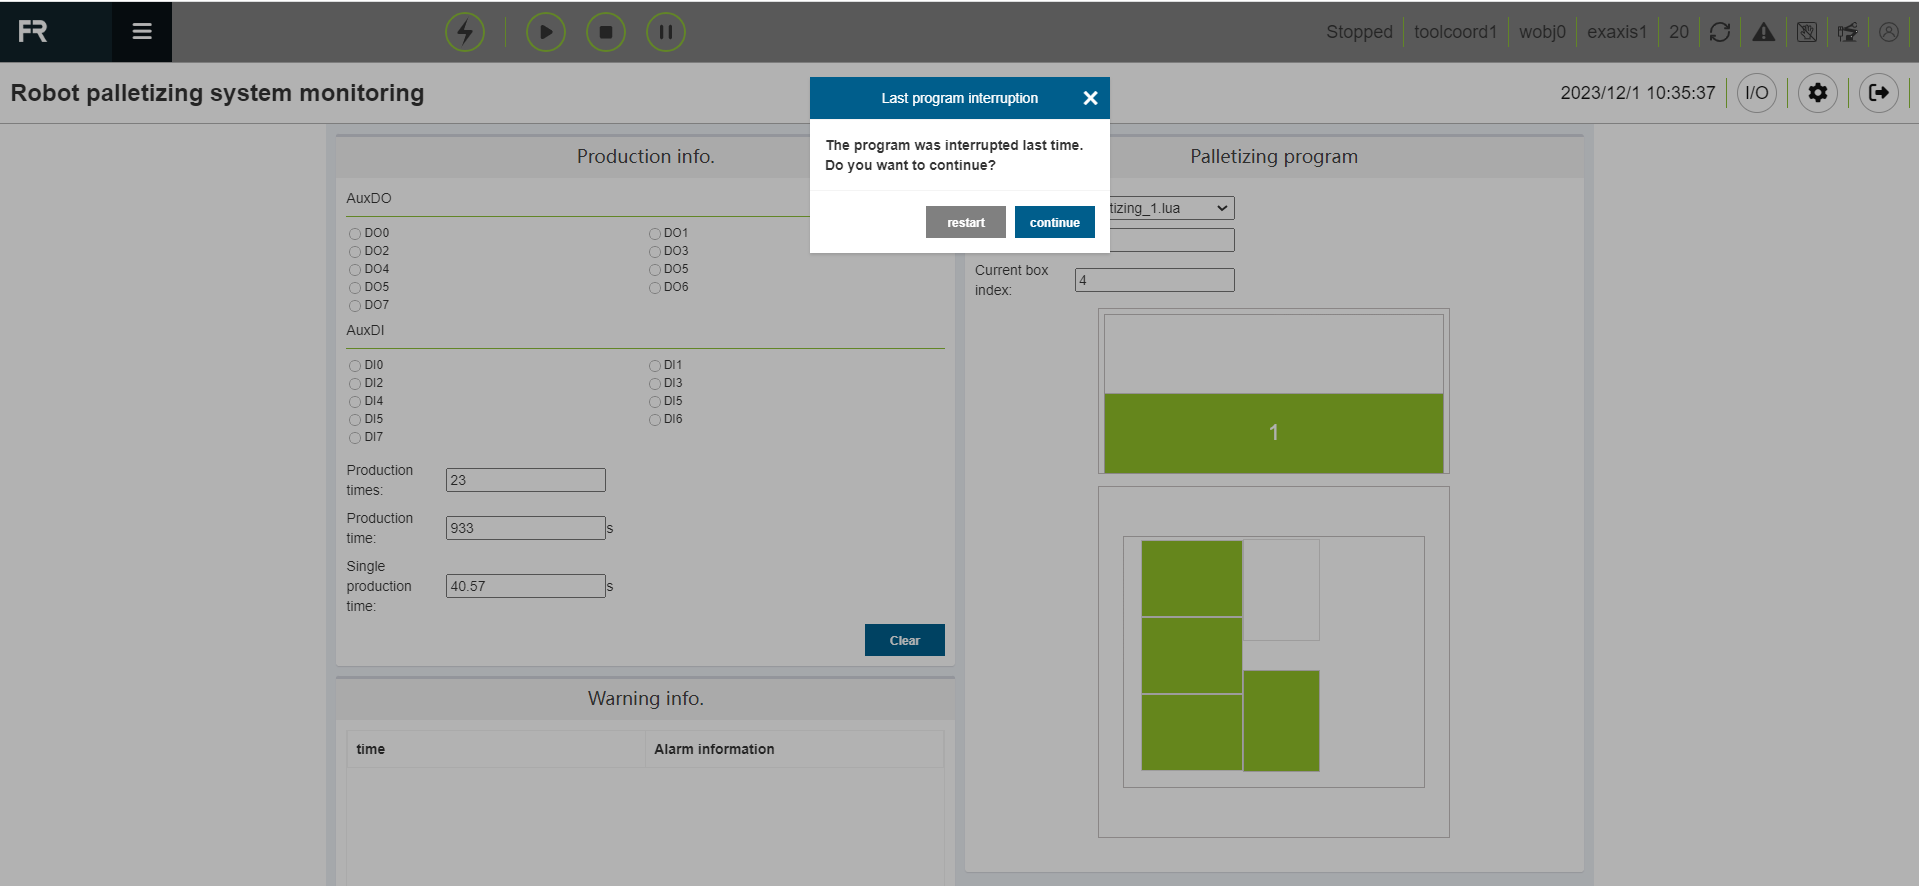 FR
Stopped toolcoord1 wobj0 exaxis1 20
Robot palletizing system monitoring
2023/12/1 10:35:37 I/O
Last program interruption
The program was interrupted last time.
Do you want to continue?
restart continue
Production info.
AuxDO
DO0 DO1
DO2 DO3
DO4 DO5
DO5 DO6
DO7
AuxDI
DI0 DI1
DI2 DI3
DI4 DI5
DI5 DI6
DI7
Production
times:
23
Production
time:
933 s
Single
production
time:
40.57 s
Clear
Warning info.
time Alarm information
Palletizing program
tizing_1.lua
Current box
index:
4
1